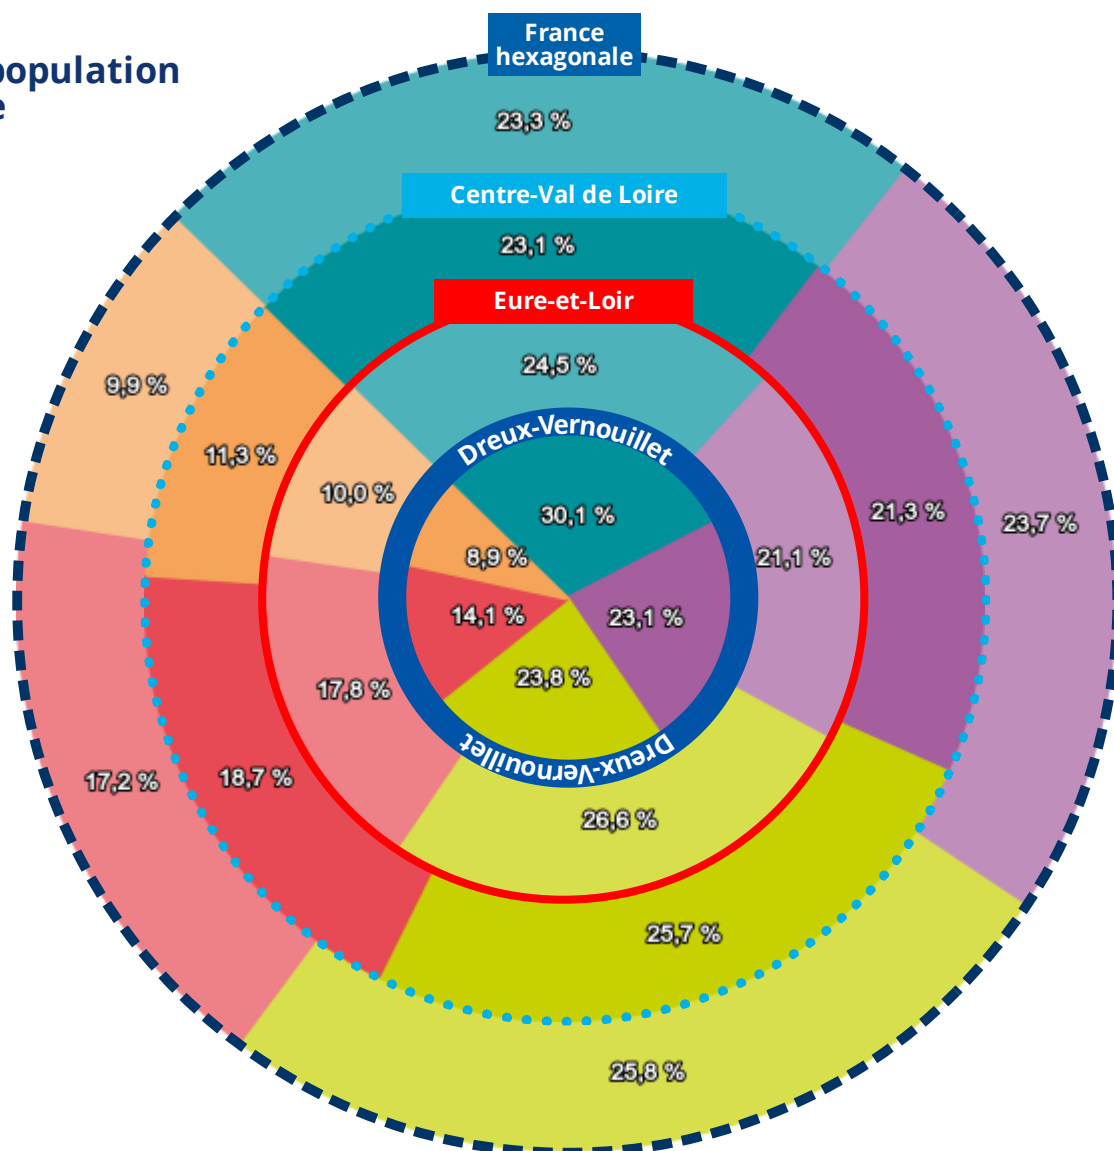 France
hexagonale
population
e
23,3 %
Centre-Val de Loire
23,1 %
Eure-et-Loir
24,5 %
9,9 %
Dreux-Vernouillet
11,3 %
10,0 %
30,1 %
21,3 %
23,7 %
8,9 %
21,1 %
14,1 %
23,1 %
23,8 %
17,8 %
Dreux-Vernouillet
18,7 %
17,2 %
26,6 %
25,7 %
25,8 %